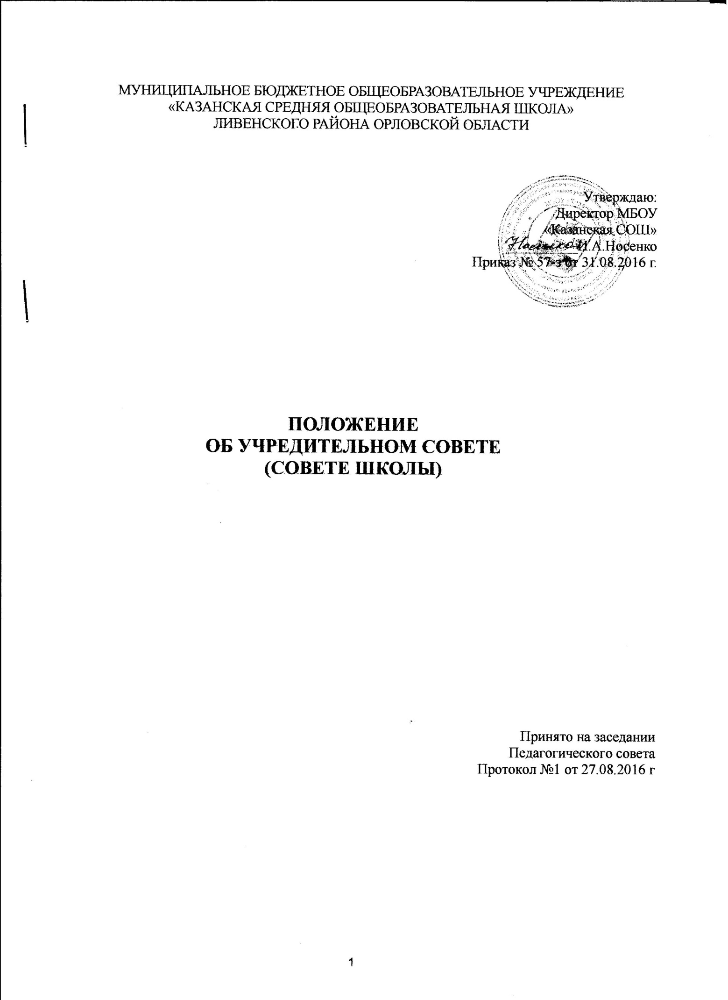 МУНИЦИПАЛЬНОЕ БЮДЖЕТНОЕ ОБЩЕОБРАЗОВАТЕЛЬНОЕ УЧРЕЖДЕНИЕ
«КАЗАНСКАЯ СРЕДНЯЯ ОБЩЕОБРАЗОВАТЕЛЬНАЯ ШКОЛА»
ЛИВЕНСКОГО РАЙОНА ОРЛОВСКОЙ ОБЛАСТИ
Утверждаю:
Директор МБОУ
«Казанская СОШ»
И.А.Носенко
Приказ № 57-з от 31.08.2016 г.
ПОЛОЖЕНИЕ
ОБ УЧРЕДИТЕЛЬНОМ СОВЕТЕ
(СОВЕТЕ ШКОЛЫ)
Принято на заседании
Педагогического совета
Протокол №1 от 27.08.2016 г
1